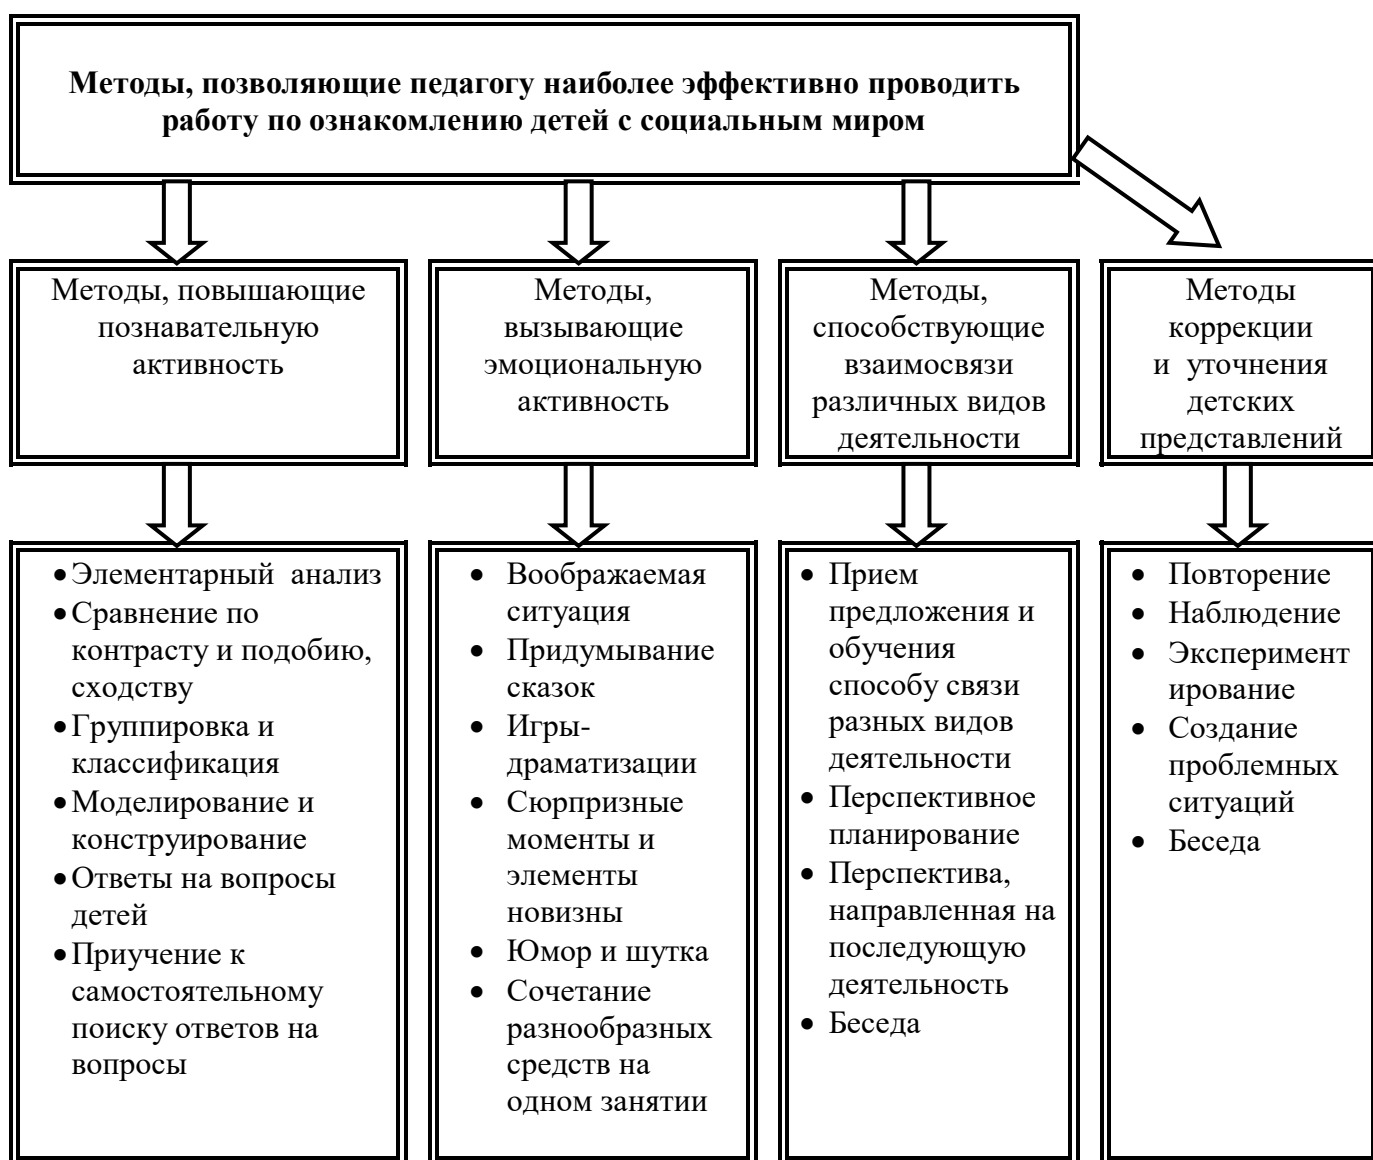 Методы, позволяющие педагогу наиболее эффективно проводить
работу по ознакомлению детей с социальным миром
Методы, повышающие
познавательную
активность
Методы,
вызывающие
эмоциональную
активность
Методы,
способствующие
взаимосвязи
различных видов
деятельности
Методы
коррекции
и уточнения
детских
представлений
• Элементарный анализ
• Сравнение по
контрасту и подобию,
сходству
• Группировка и
классификация
• Моделирование и
конструирование
• Ответы на вопросы
детей
• Приучение к
самостоятельному
поиску ответов на
вопросы
• Воображаемая
ситуация
• Придумывание
сказок
• Игры-
драматизации
• Сюрпризные
моменты и
элементы
новизны
• Юмор и шутка
• Сочетание
разнообразных
средств на
одном занятии
• Прием
предложения и
обучения
способу связи
разных видов
деятельности
• Перспективное
планирование
• Перспектива,
направленная на
последующую
деятельность
• Беседа
• Повторение
• Наблюдение
• Эксперимент
ирование
• Создание
проблемных
ситуаций
• Беседа